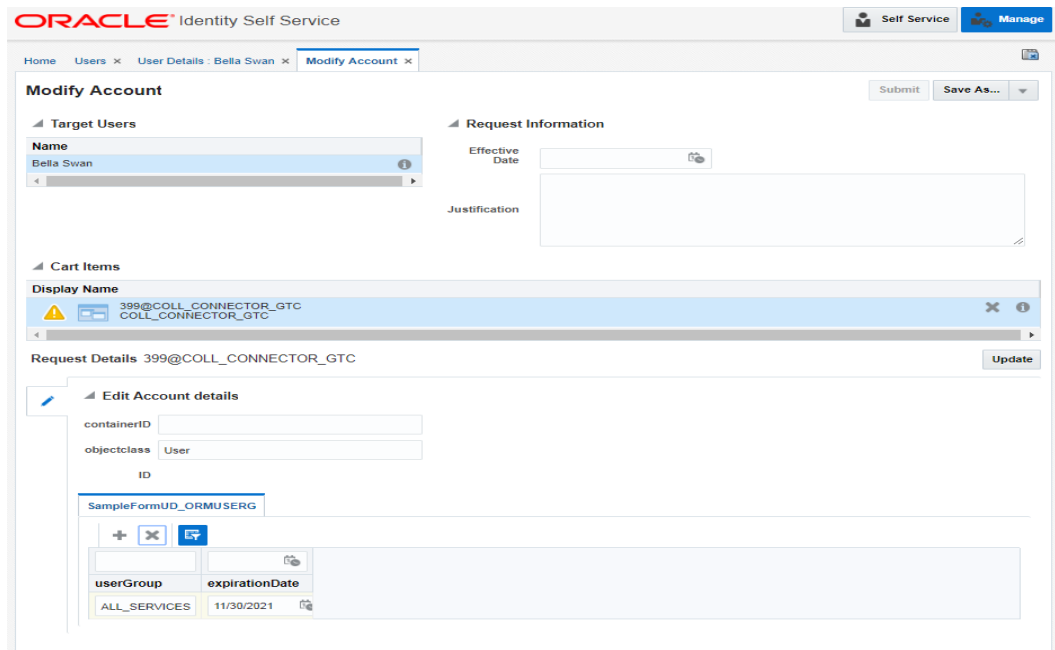 ORACLE Identity Self Service
Self Service
Manage
Home Users × User Details : Bella Swan × Modify Account ×
Modify Account
Submit Save As...
Target Users
Name
Bella Swan
Request Information
Effective
Date
Justification
Cart Items
Display Name
399@COLL_CONNECTOR_GTC
COLL_CONNECTOR_GTC
Request Details 399@COLL_CONNECTOR_GTC
Update
Edit Account details
containerID
objectclass User
ID
SampleFormUD_ORMUSERG
userGroup expirationDate
ALL_SERVICES 11/30/2021